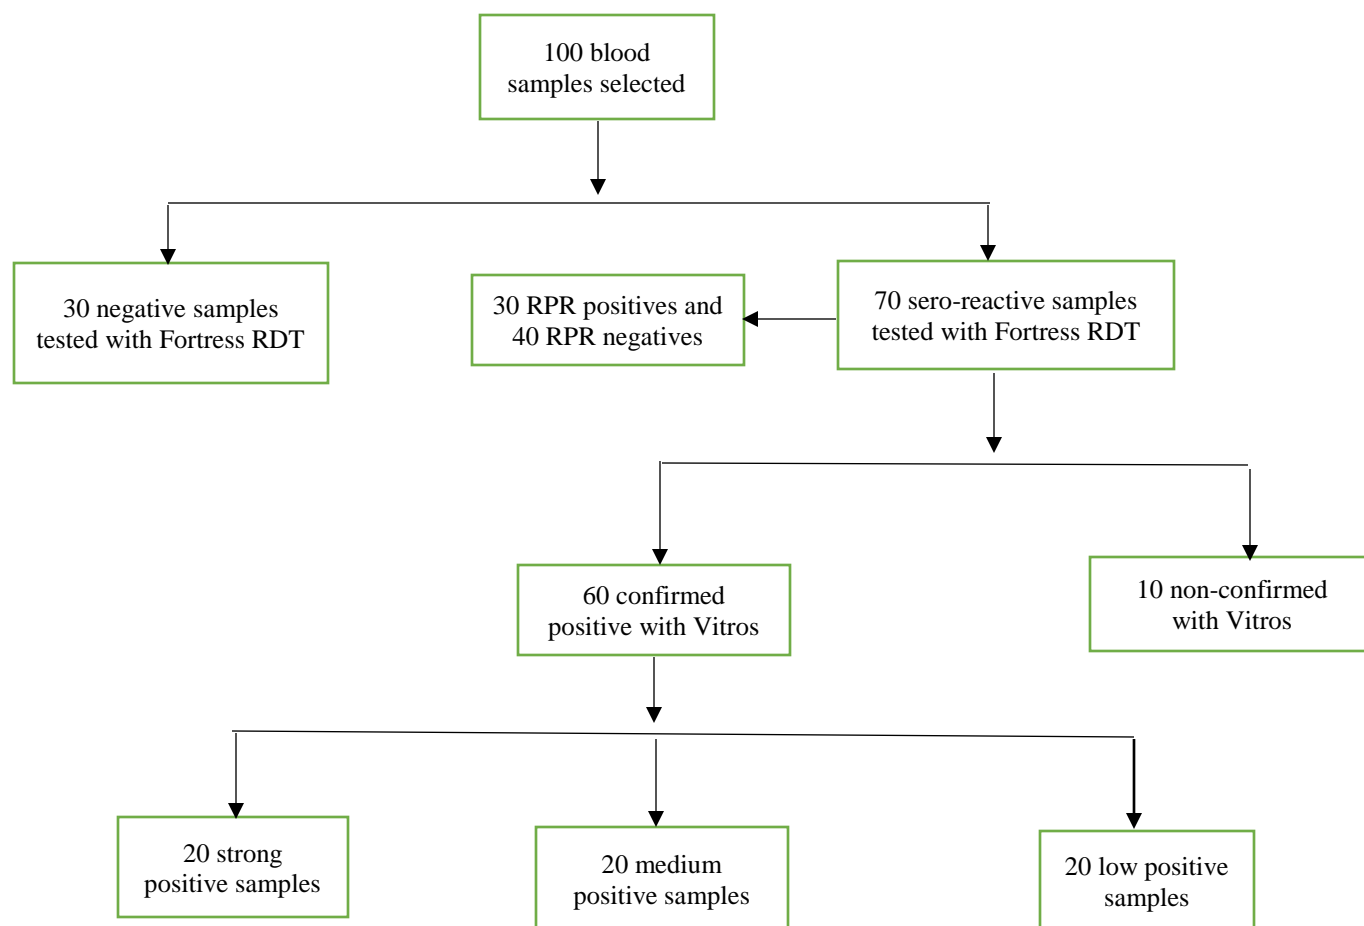 100 blood
samples selected
30 negative samples
tested with Fortress RDT
30 RPR positives and
40 RPR negatives
70 sero-reactive samples
tested with Fortress RDT
60 confirmed
positive with Vitros
10 non-confirmed
with Vitros
20 strong
positive samples
20 medium
positive samples
20 low positive
samples